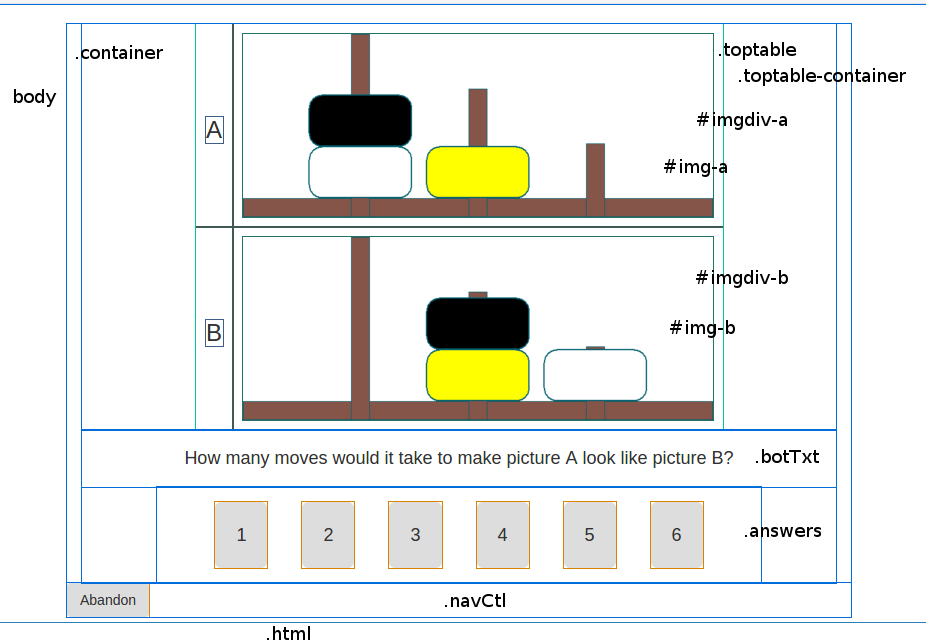 .container
.toptable
.toptable-container
body
#imgdiv-a
A
#img-a
#imgdiv-b
B
#img-b
How many moves would it take to make picture A look like picture B?
.botTxt
1 2 3 4 5 6
.answers
Abandon
.navCtl
.html